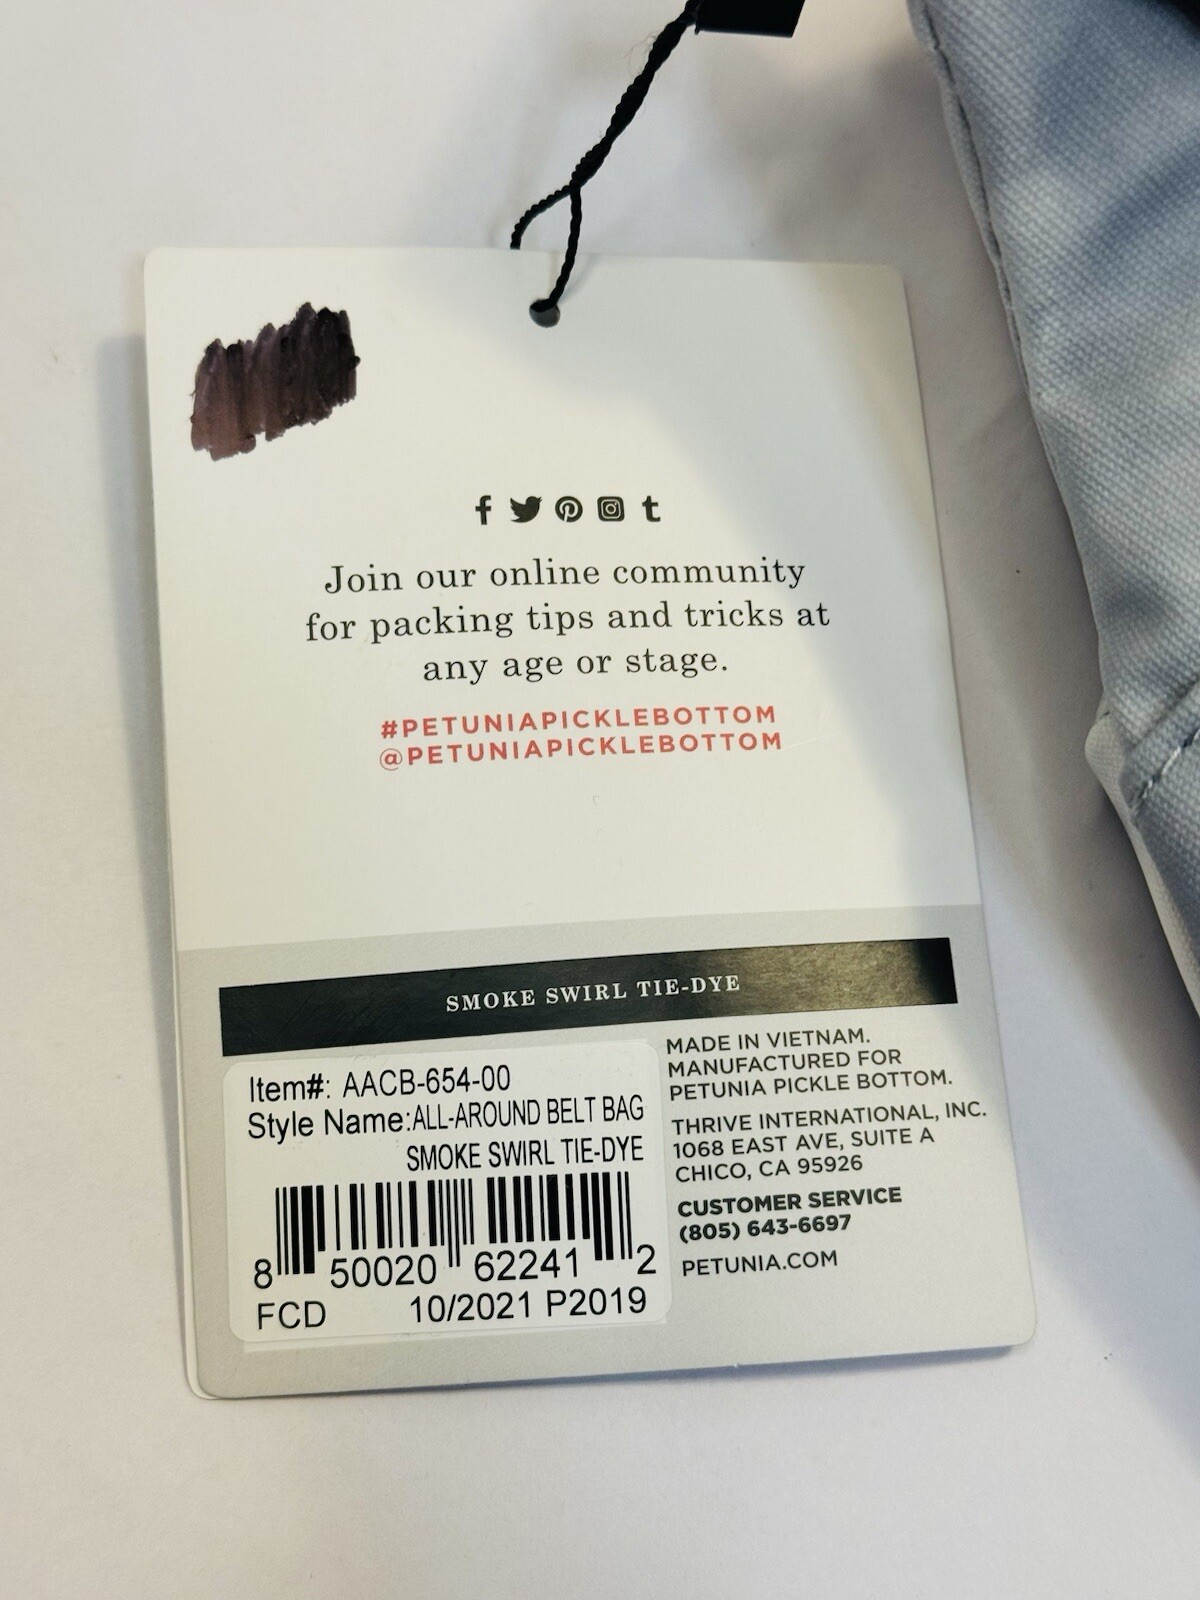 Join our online community
for packing tips and tricks at
any age or stage.
#PETUNIAPICKLEBOTTOM
@PETUNIAPICKLEBOTTOM
SMOKE SWIRL TIE-DYE
Item#: AACB-654-00
Style Name:ALL-AROUND BELT BAG
SMOKE SWIRL TIE-DYE
8 50020 62241 2
FCD 10/2021 P2019
MADE IN VIETNAM.
MANUFACTURED FOR
PETUNIA PICKLE BOTTOM.
THRIVE INTERNATIONAL, INC.
1068 EAST AVE, SUITE A
CHICO, CA 95926
CUSTOMER SERVICE
(805) 643-6697
PETUNIA.COM